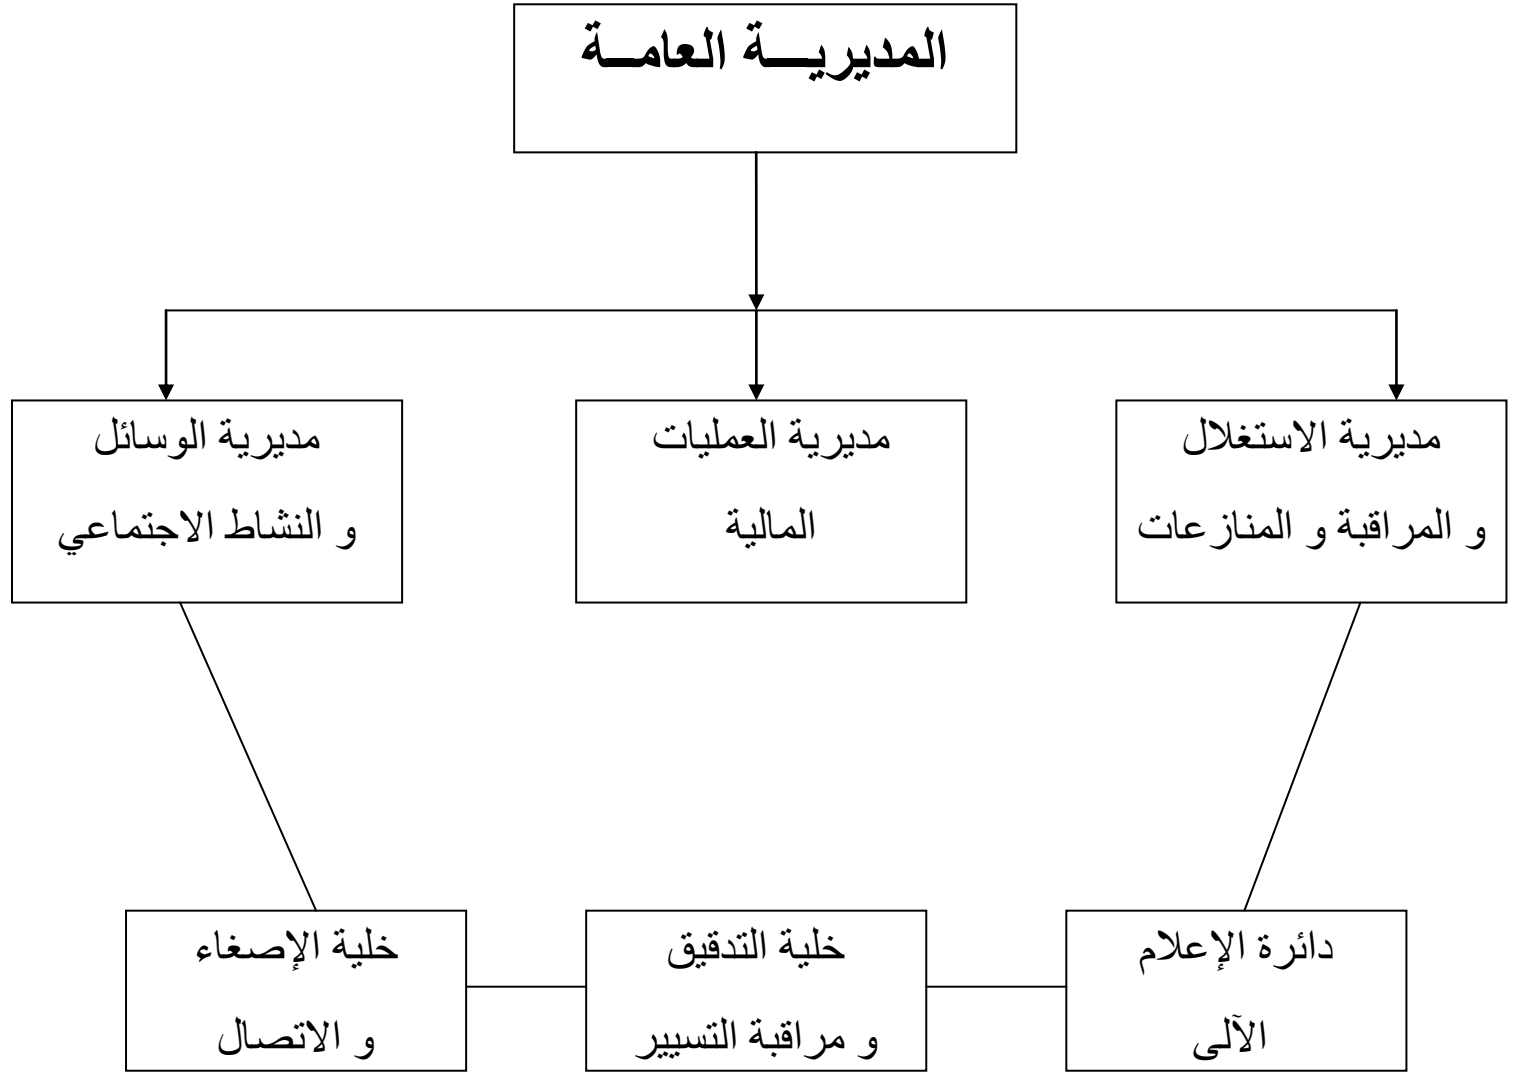 المديريـــة العامــة
مديرية الاستغلال
و المراقبة و المنازعات
مديرية العمليات
المالية
مديرية الوسائل
و النشاط الاجتماعي
دائرة الإعلام
الآلى
خلية التدقيق
و مراقبة التسيير
خلية الإصغاء
و الاتصال